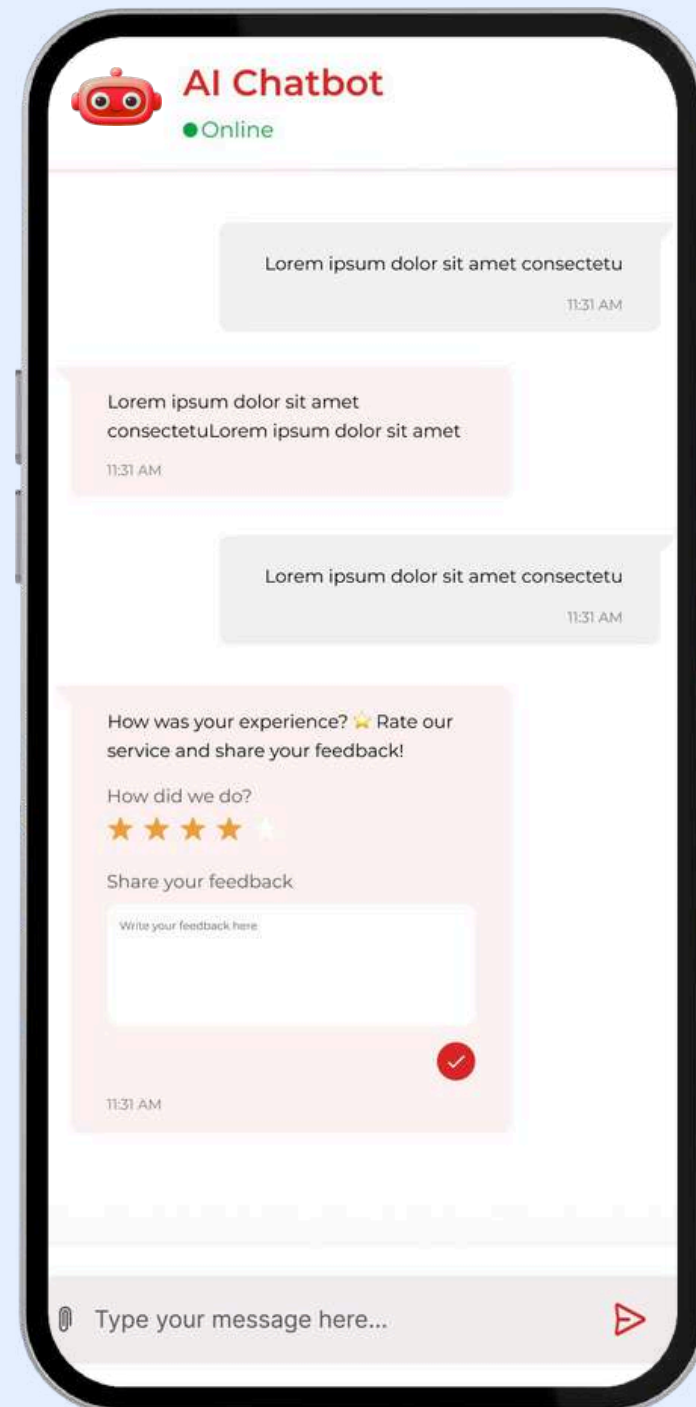 AI Chatbot
Online
Lorem ipsum dolor sit amet consectetu
11:31 AM
Lorem ipsum dolor sit amet
consectetuLorem ipsum dolor sit amet
11:31 AM
Lorem ipsum dolor sit amet consectetu
11:31 AM
How was your experience? ⭐ Rate our
service and share your feedback!
How did we do?
Share your feedback
Write your feedback here
11:31 AM
Type your message here...